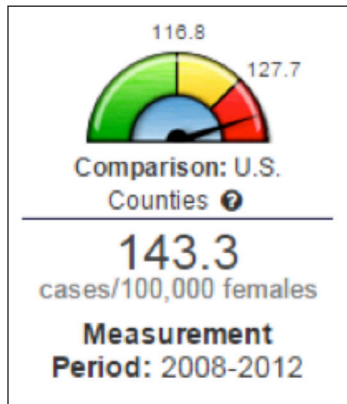 116.8
127.7
Comparison: U.S.
Counties ?
143.3
cases/100,000 females
Measurement
Period: 2008-2012